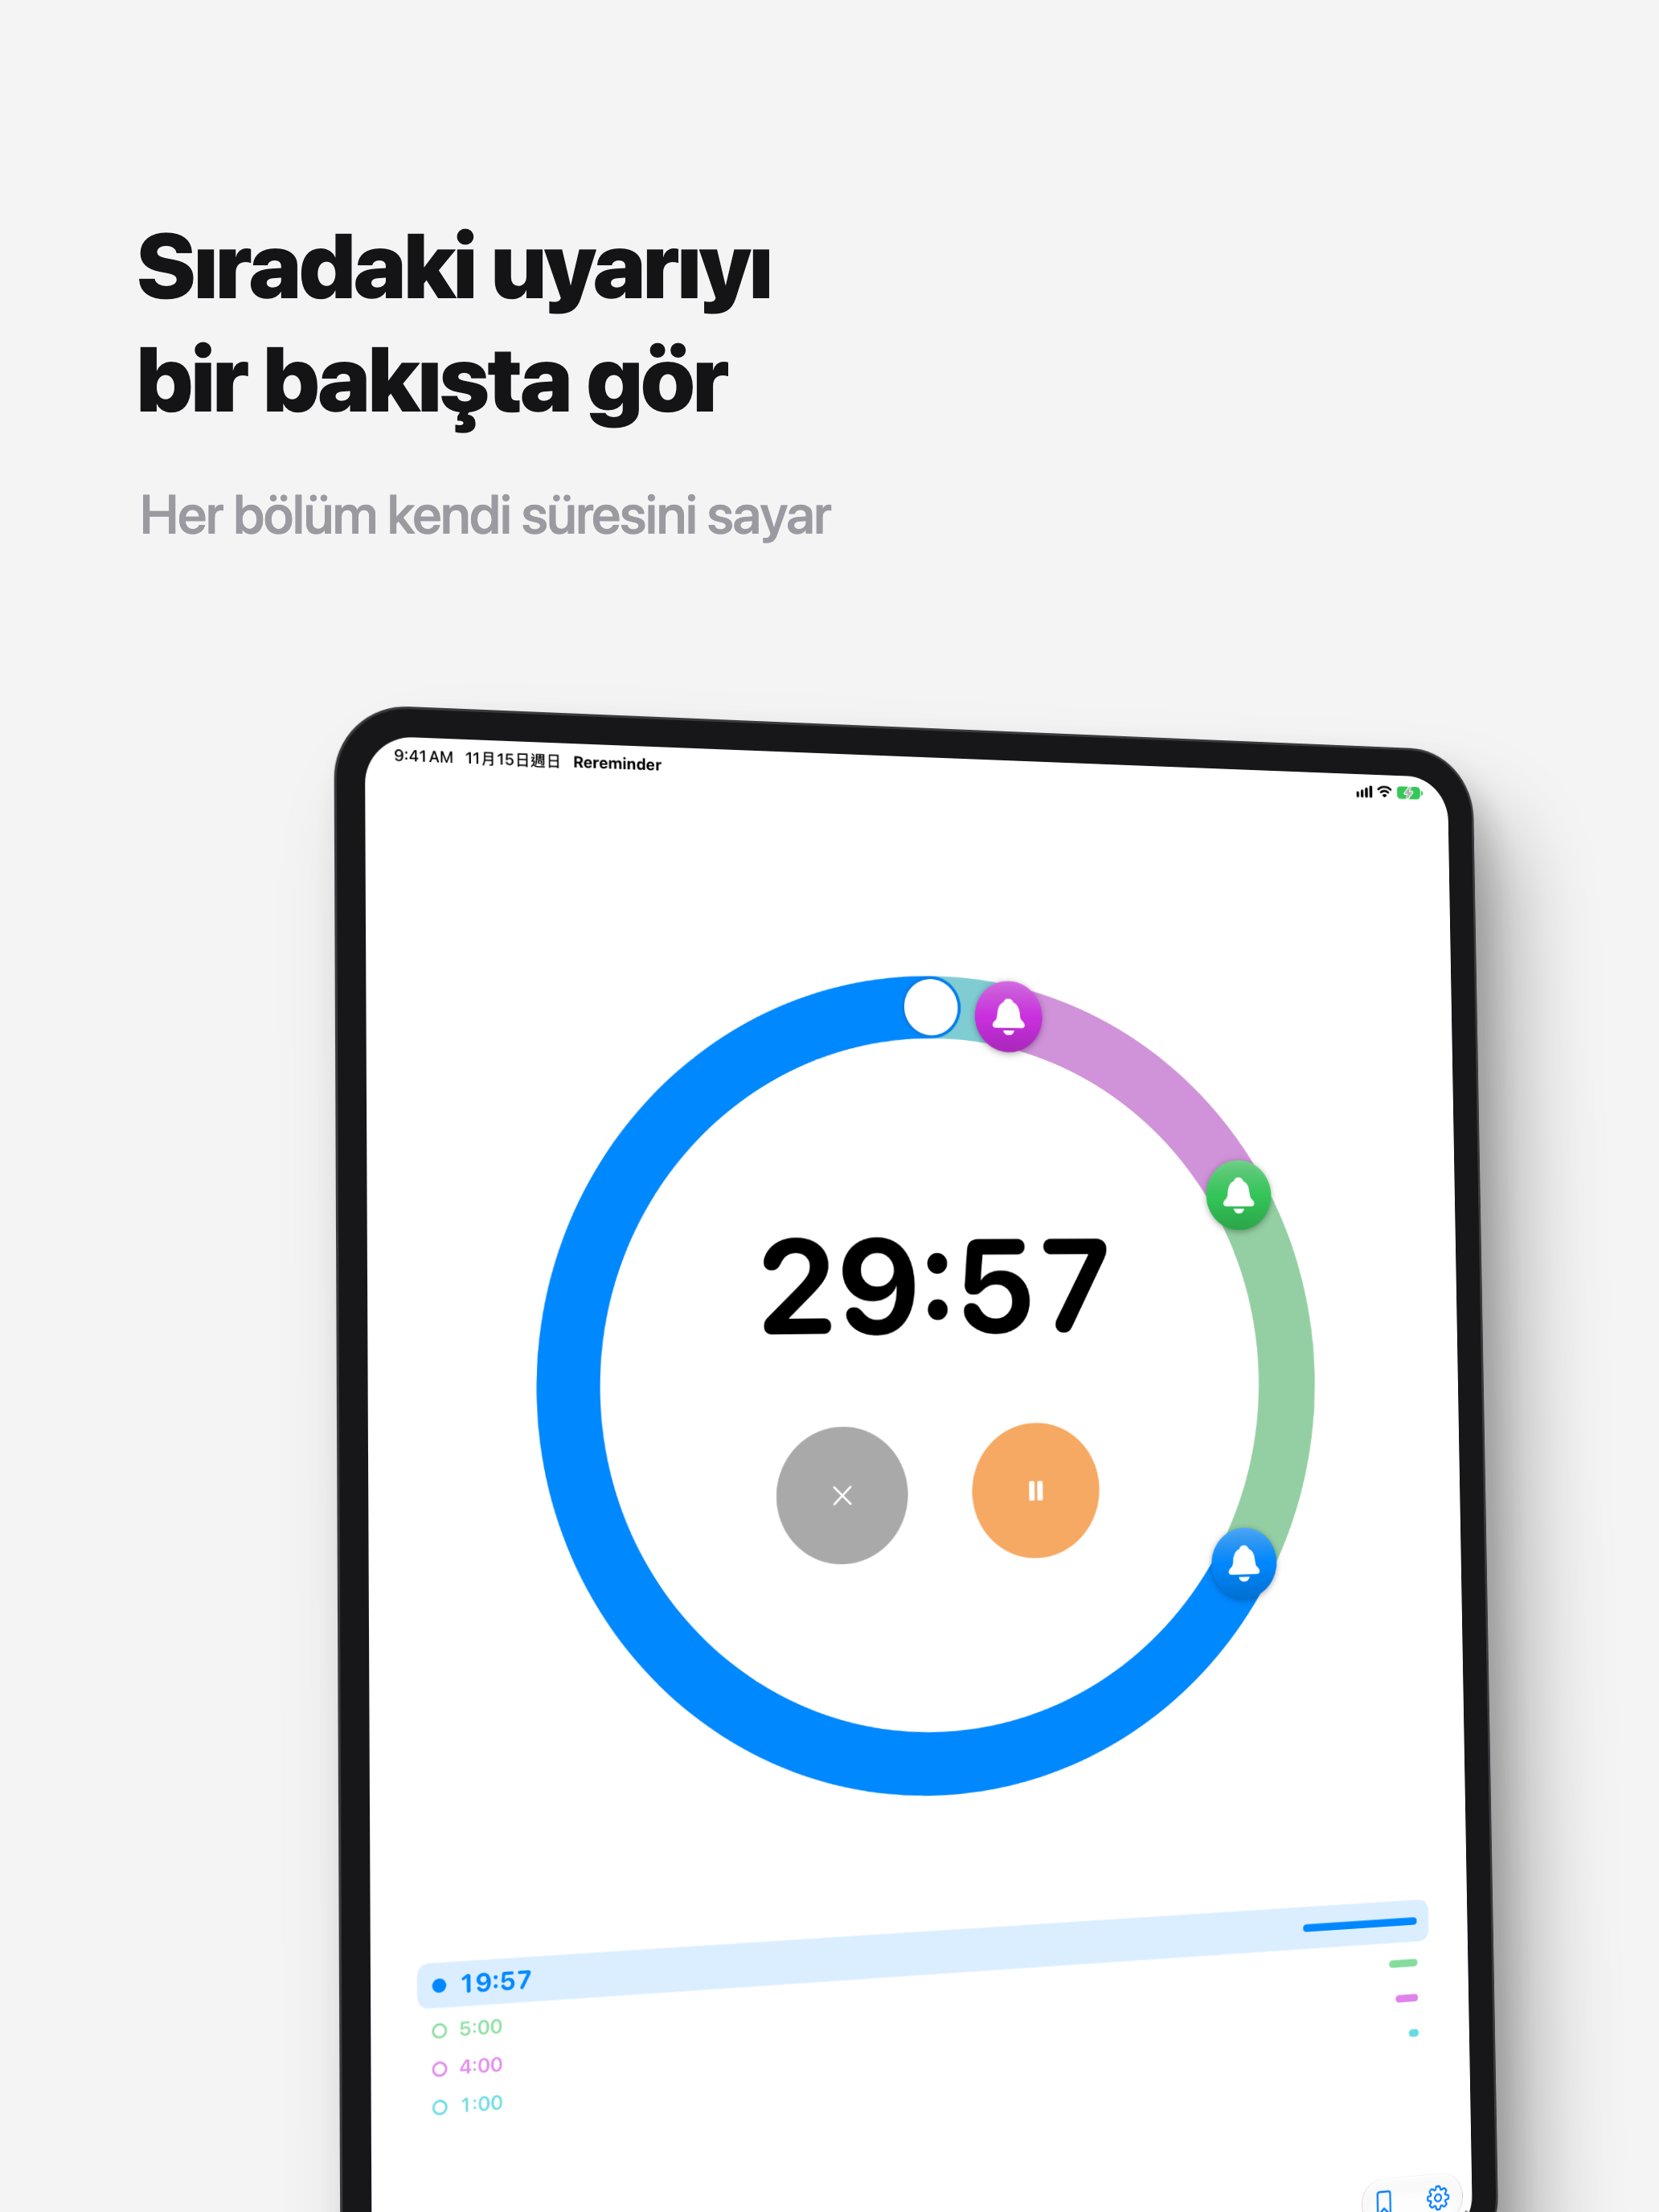 Sıradaki uyarıyı
bir bakışta gör
Her bölüm kendi süresini sayar
9:41 AM 11月15日週日 Rereminder
29:57
19:57
5:00
4:00
1:00